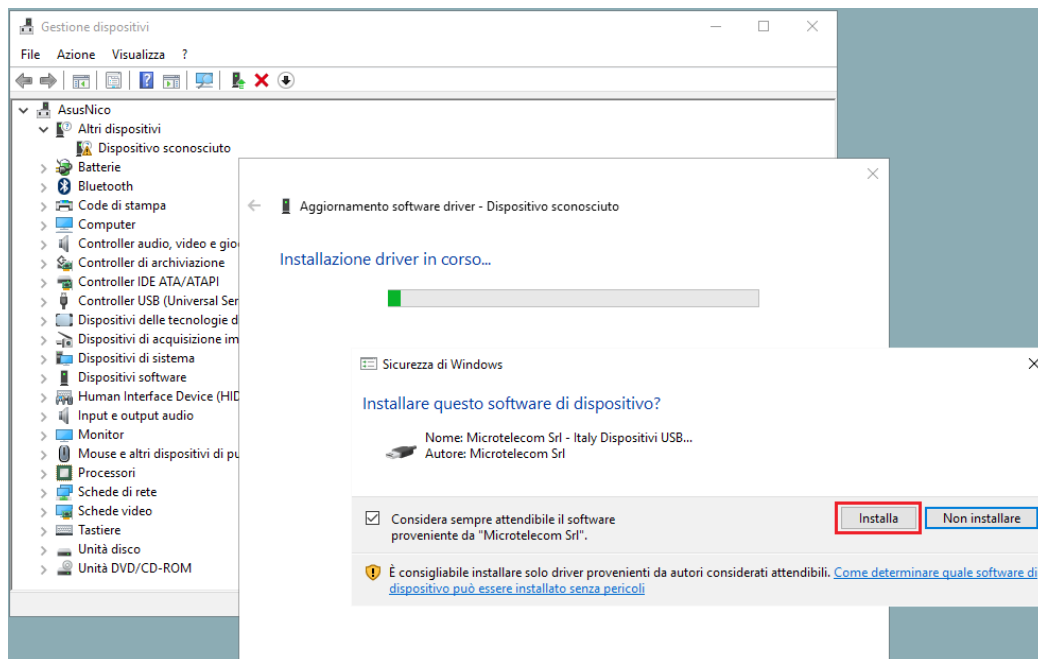 Gestione dispositivi
File Azione Visualizza ?
AsusNico
Altri dispositivi
Dispositivo sconosciuto
Batterie
Bluetooth
Code di stampa
Computer
Controller audio, video e gio
Controller di archiviazione
Controller IDE ATA/ATAPI
Controller USB (Universal Ser
Dispositivi delle tecnologie d
Dispositivi di acquisizione im
Dispositivi di sistema
Dispositivi software
Human Interface Device (HID
Input e output audio
Monitor
Mouse e altri dispositivi di pu
Processori
Schede di rete
Schede video
Tastiere
Unità disco
Unità DVD/CD-ROM
Aggiornamento software driver - Dispositivo sconosciuto
Installazione driver in corso...
Sicurezza di Windows
Installare questo software di dispositivo?
Nome: Microtelecom Srl - Italy Dispositivi USB...
Autore: Microtelecom Srl
Considera sempre attendibile il software
proveniente da "Microtelecom Srl".
Installa
Non installare
È consigliabile installare solo driver provenienti da autori considerati attendibili. Come determinare quale software di
dispositivo può essere installato senza pericoli